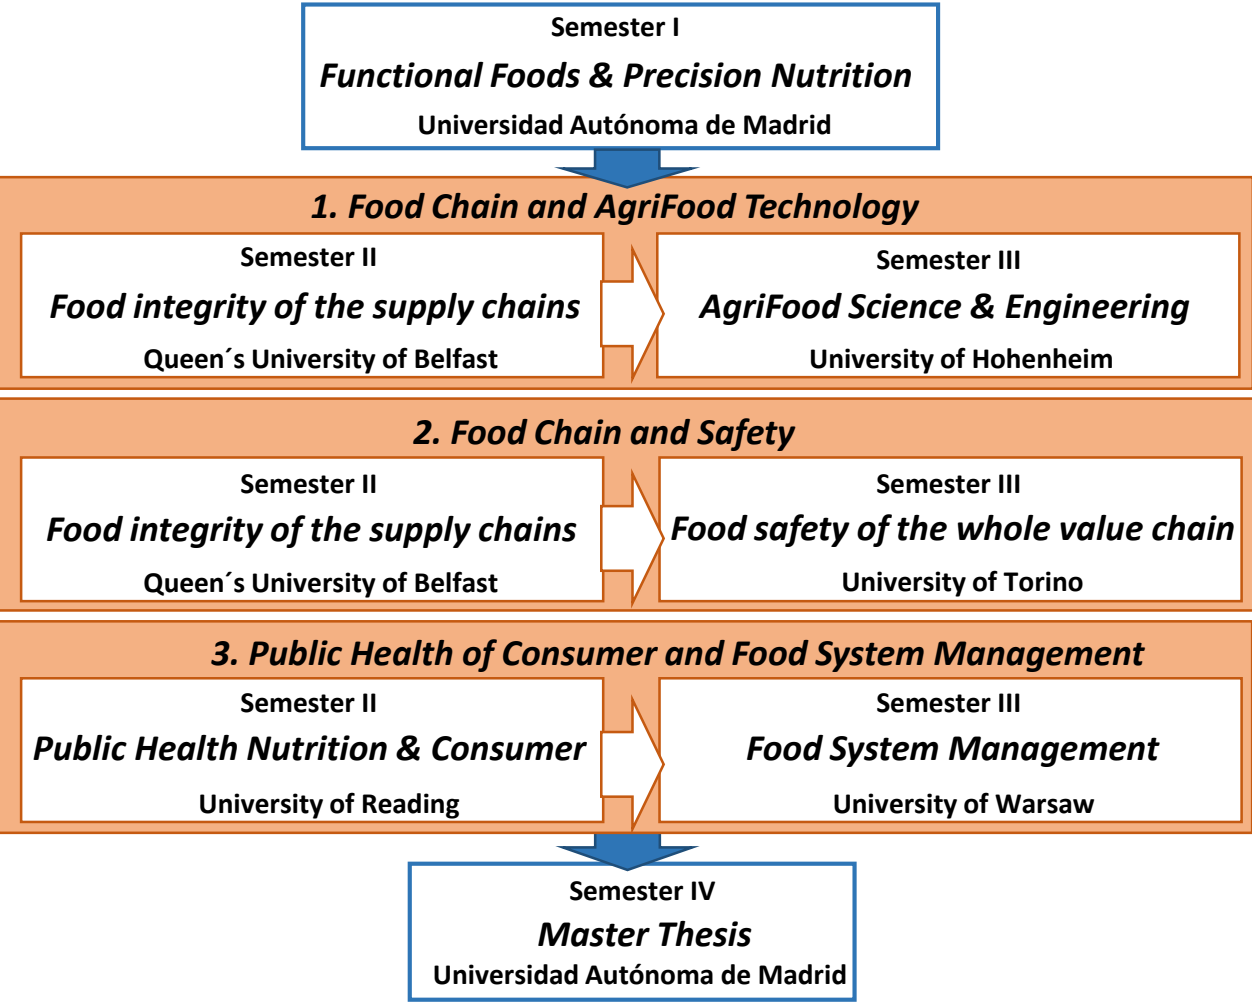 Semester I
Functional Foods & Precision Nutrition
Universidad Autónoma de Madrid
1. Food Chain and AgriFood Technology
Semester II
Food integrity of the supply chains
Queen´s University of Belfast
Semester III
AgriFood Science & Engineering
University of Hohenheim
2. Food Chain and Safety
Semester II
Food integrity of the supply chains
Queen´s University of Belfast
Semester III
Food safety of the whole value chain
University of Torino
3. Public Health of Consumer and Food System Management
Semester II
Public Health Nutrition & Consumer
University of Reading
Semester III
Food System Management
University of Warsaw
Semester IV
Master Thesis
Universidad Autónoma de Madrid